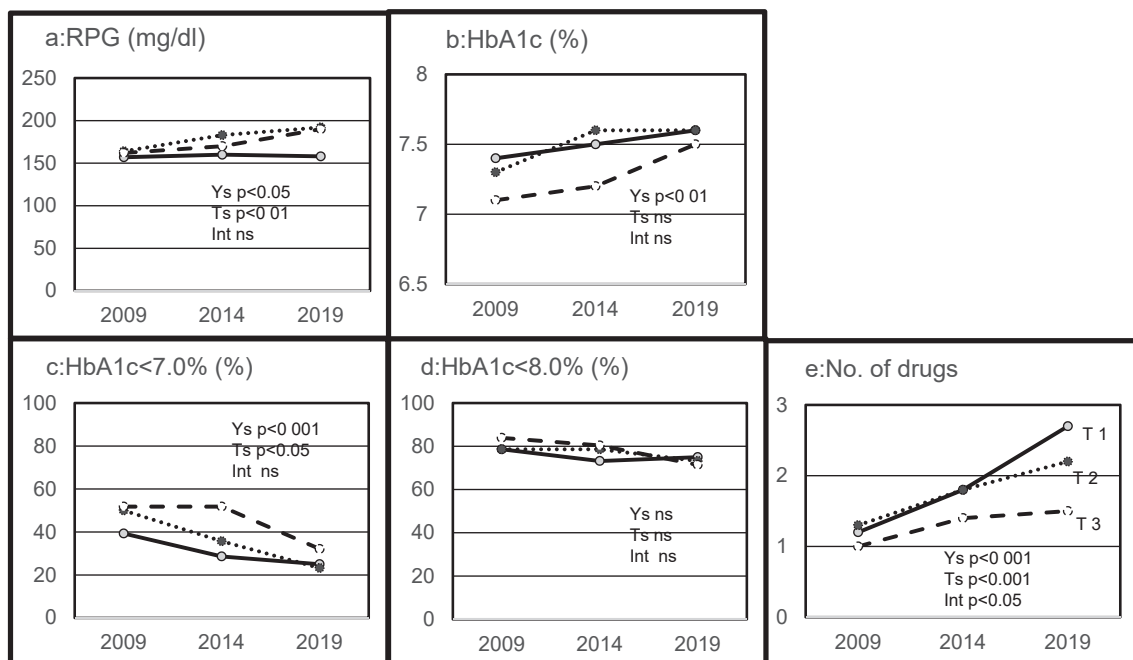 a:RPG (mg/dl)
250
200
150
100
50
0
Ys p<0.05
Ts p<0 01
Int ns
2009 2014 2019
b:HbA1c (%)
8
7.5
7
6.5
Ys p<0 01
Ts ns
Int ns
2009 2014 2019
c:HbA1c<7.0% (%)
100
80
60
40
20
0
Ys p<0 001
Ts p<0.05
Int ns
2009 2014 2019
d:HbA1c<8.0% (%)
100
80
60
40
20
0
Ys ns
Ts ns
Int ns
2009 2014 2019
e:No. of drugs
3
2
1
0
T 1
T 2
T 3
Ys p<0 001
Ts p<0.001
Int p<0.05
2009 2014 2019